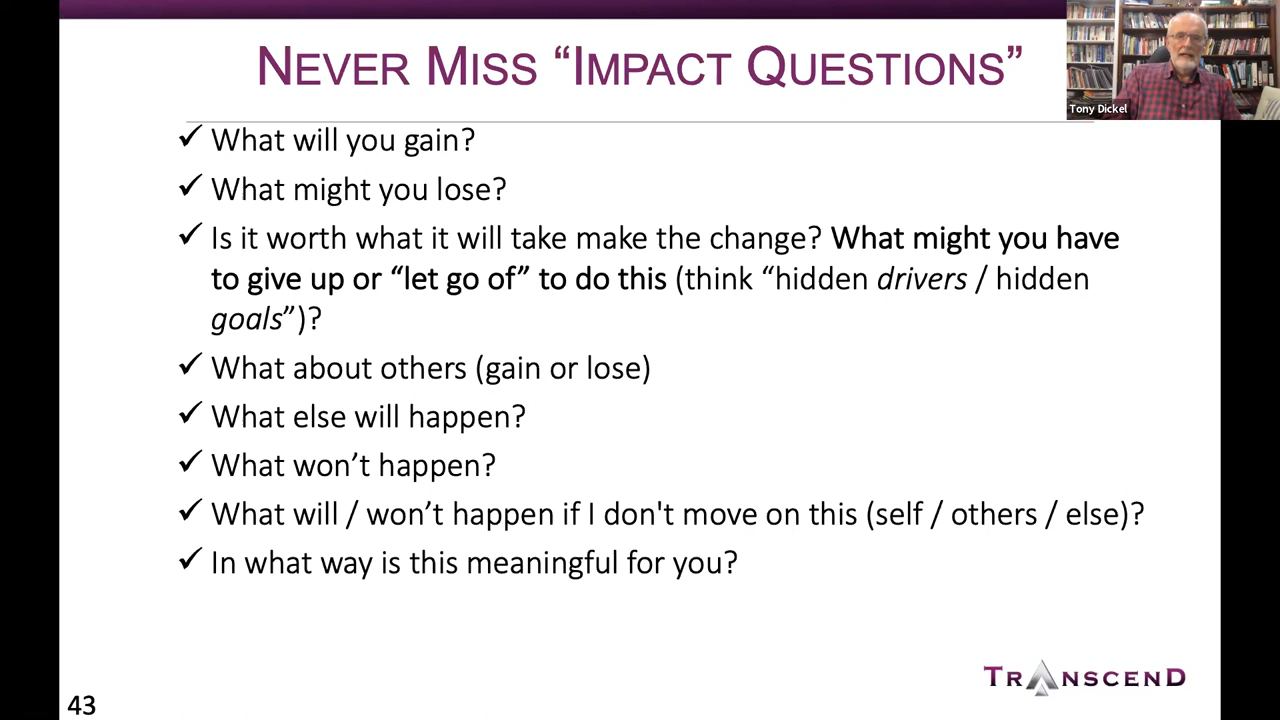 NEVER MISS “IMPACT QUESTIONS”
Tony Dickel
✓ What will you gain?
✓ What might you lose?
✓ Is it worth what it will take make the change? What might you have
to give up or “let go of” to do this (think “hidden drivers / hidden
goals”)?
✓ What about others (gain or lose)
✓ What else will happen?
✓ What won’t happen?
✓ What will / won’t happen if I don't move on this (self / others / else)?
✓ In what way is this meaningful for you?
TRANSCEND
43